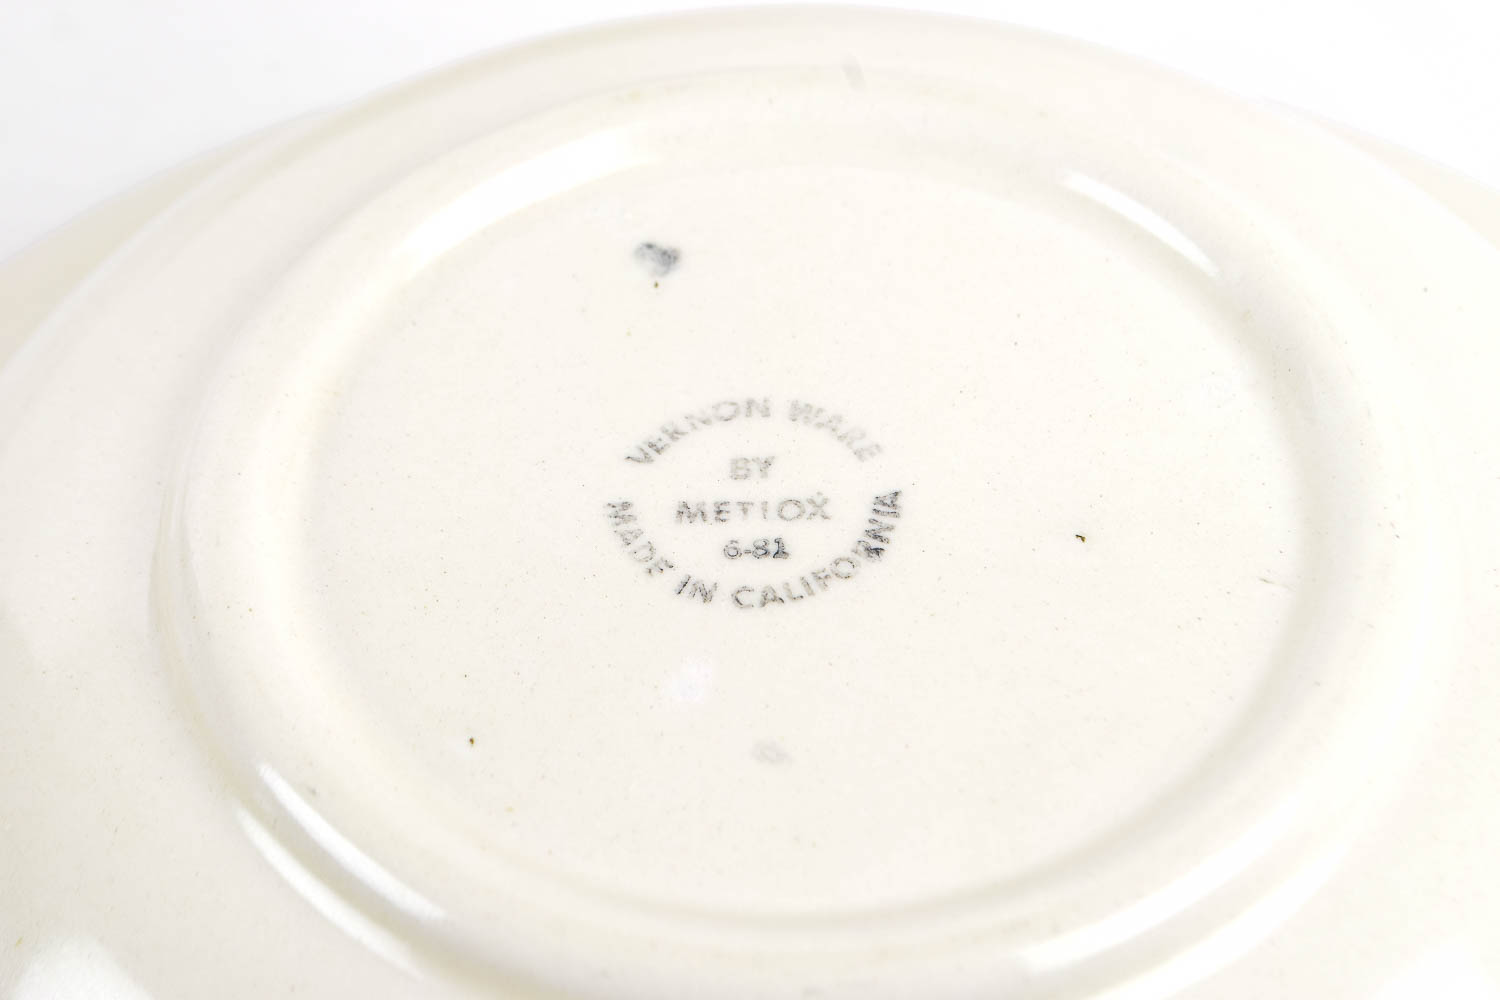 VERNON WARE
BY
METLOX
6-81
MADE IN CALIFORNIA